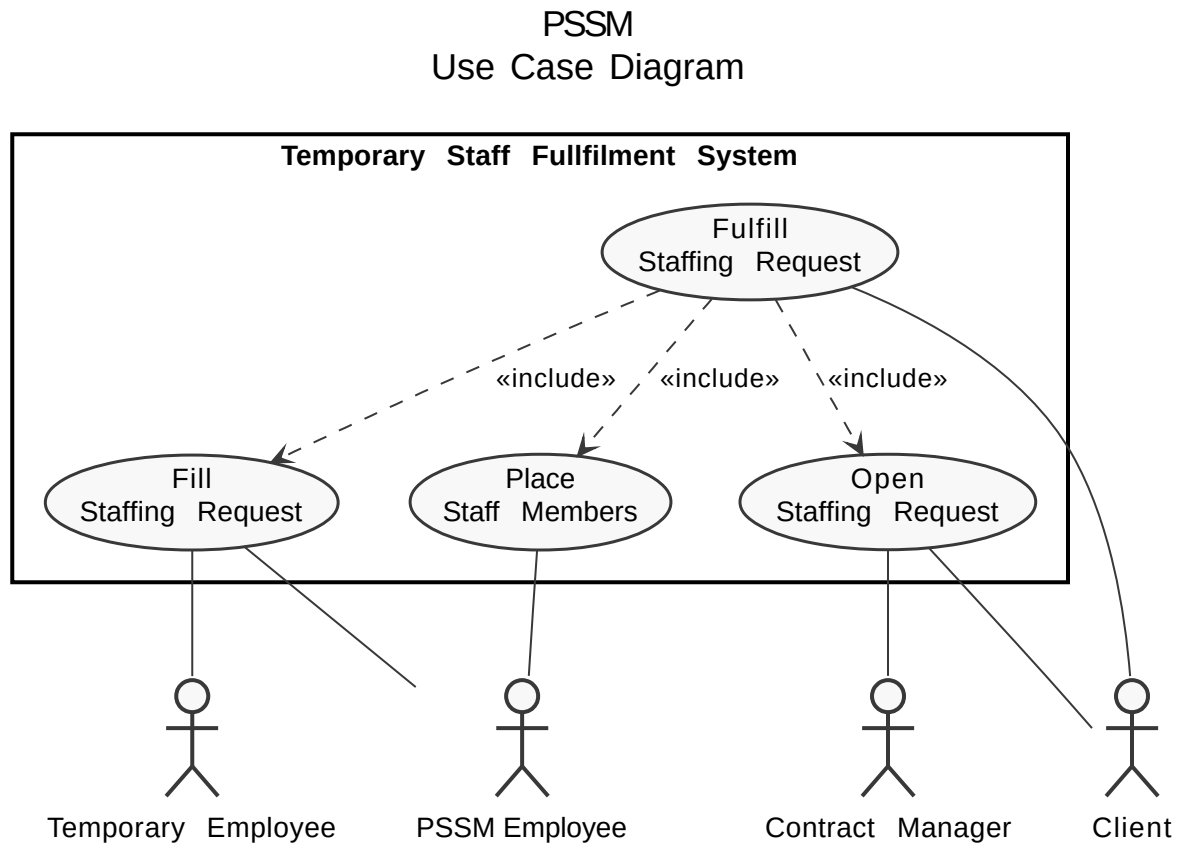 PSSM
Use Case Diagram
Temporary Staff Fullfilment System
Fulfill
Staffing Request
«include» «include» «include»
Fill
Staffing Request
Place
Staff Members
Open
Staffing Request
Temporary Employee
PSSM Employee
Contract Manager
Client